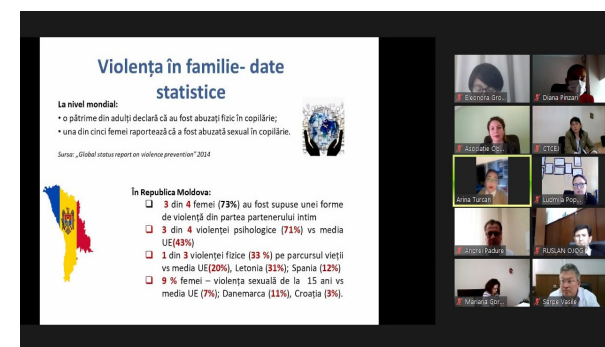 Violența în familie- date
statistice
La nivel mondial:
• o pătrime din adulți declară că au fost abuzați fizic în copilărie;
• una din cinci femei raportează că a fost abuzată sexual în copilărie.
Sursa: „Global status report on violence prevention" 2014
În Republica Moldova:
❑ 3 din 4 femei (73%) au fost supuse unei forme
de violență din partea partenerului intim
❑ 3 din 4 violenței psihologice (71%) vs media
UE(43%)
❑ 1 din 3 violenței fizice (33 %) pe parcursul vieții
vs media UE(20%), Letonia (31%); Spania (12%)
❑ 9 % femei – violența sexuală de la 15 ani vs
media UE (7%); Danemarca (11%), Croația (3%).
Eleonora Gro...
Diana Pinzari
Asociatie Ob...
CTCEJ
Arina Turcan
Ludmila Pop...
Andrei Padure
RUSLAN OJOG
Mariana Gor...
Sârpe Vasile